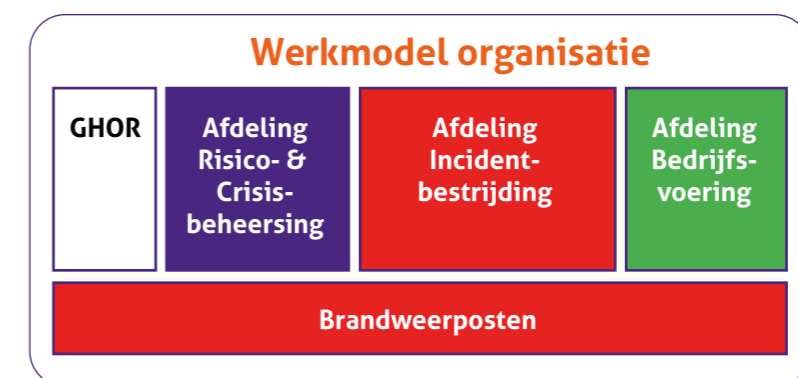 Werkmodel organisatie
GHOR
Afdeling
Risico- &
Crisis-
beheersing
Afdeling
Incident-
bestrijding
Afdeling
Bedrijfs-
voering
Brandweerposten